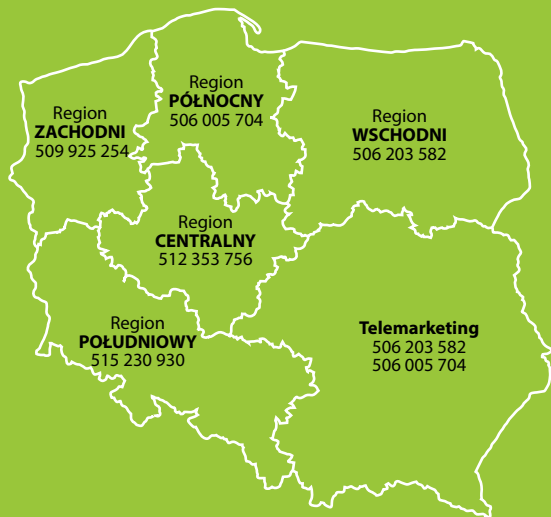 Region
PÓŁNOCNY
506 005 704
Region
ZACHODNI
509 925 254
Region
WSCHODNI
506 203 582
Region
CENTRALNY
512 353 756
Region
POŁUDNIOWY
515 230 930
Telemarketing
506 203 582
506 005 704